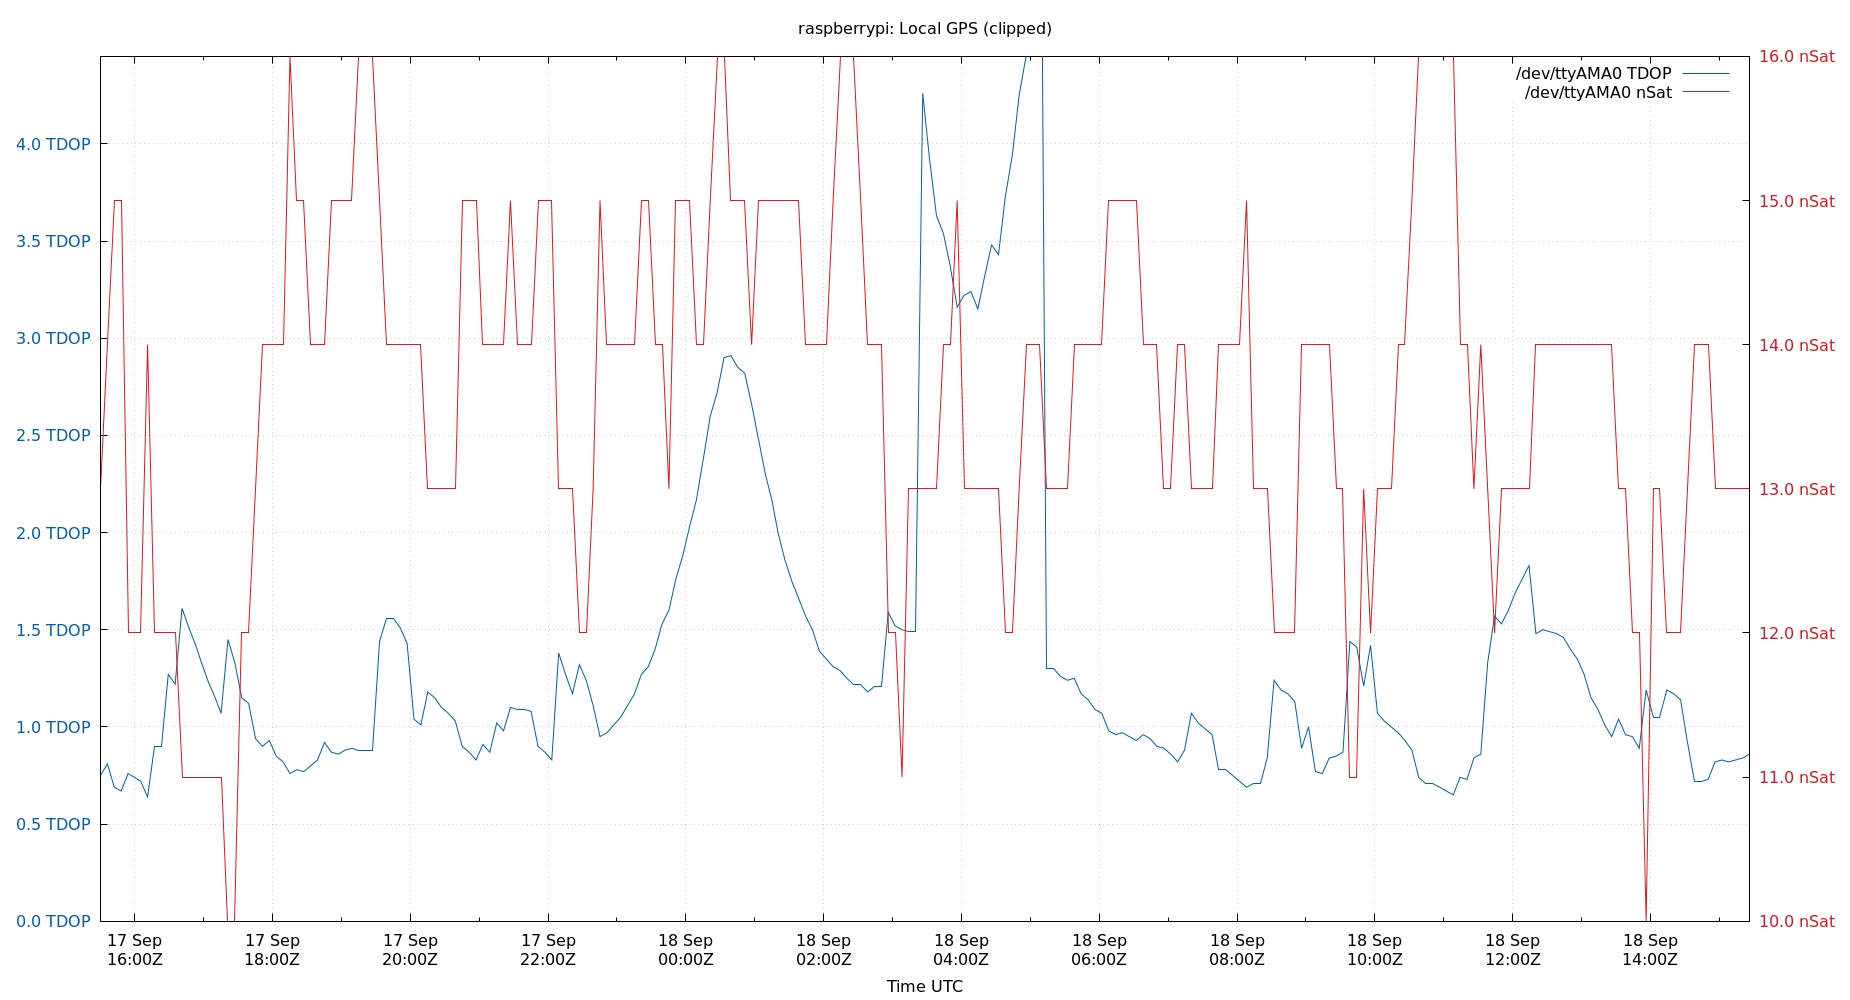 raspberrypi: Local GPS (clipped)
/dev/ttyAMA0 TDOP
/dev/ttyAMA0 nSat
4.0 TDOP
3.5 TDOP
3.0 TDOP
2.5 TDOP
2.0 TDOP
1.5 TDOP
1.0 TDOP
0.5 TDOP
0.0 TDOP
16.0 nSat
15.0 nSat
14.0 nSat
13.0 nSat
12.0 nSat
11.0 nSat
10.0 nSat
17 Sep
16:00Z
17 Sep
18:00Z
17 Sep
20:00Z
17 Sep
22:00Z
18 Sep
00:00Z
18 Sep
02:00Z
18 Sep
04:00Z
18 Sep
06:00Z
18 Sep
08:00Z
18 Sep
10:00Z
18 Sep
12:00Z
18 Sep
14:00Z
Time UTC